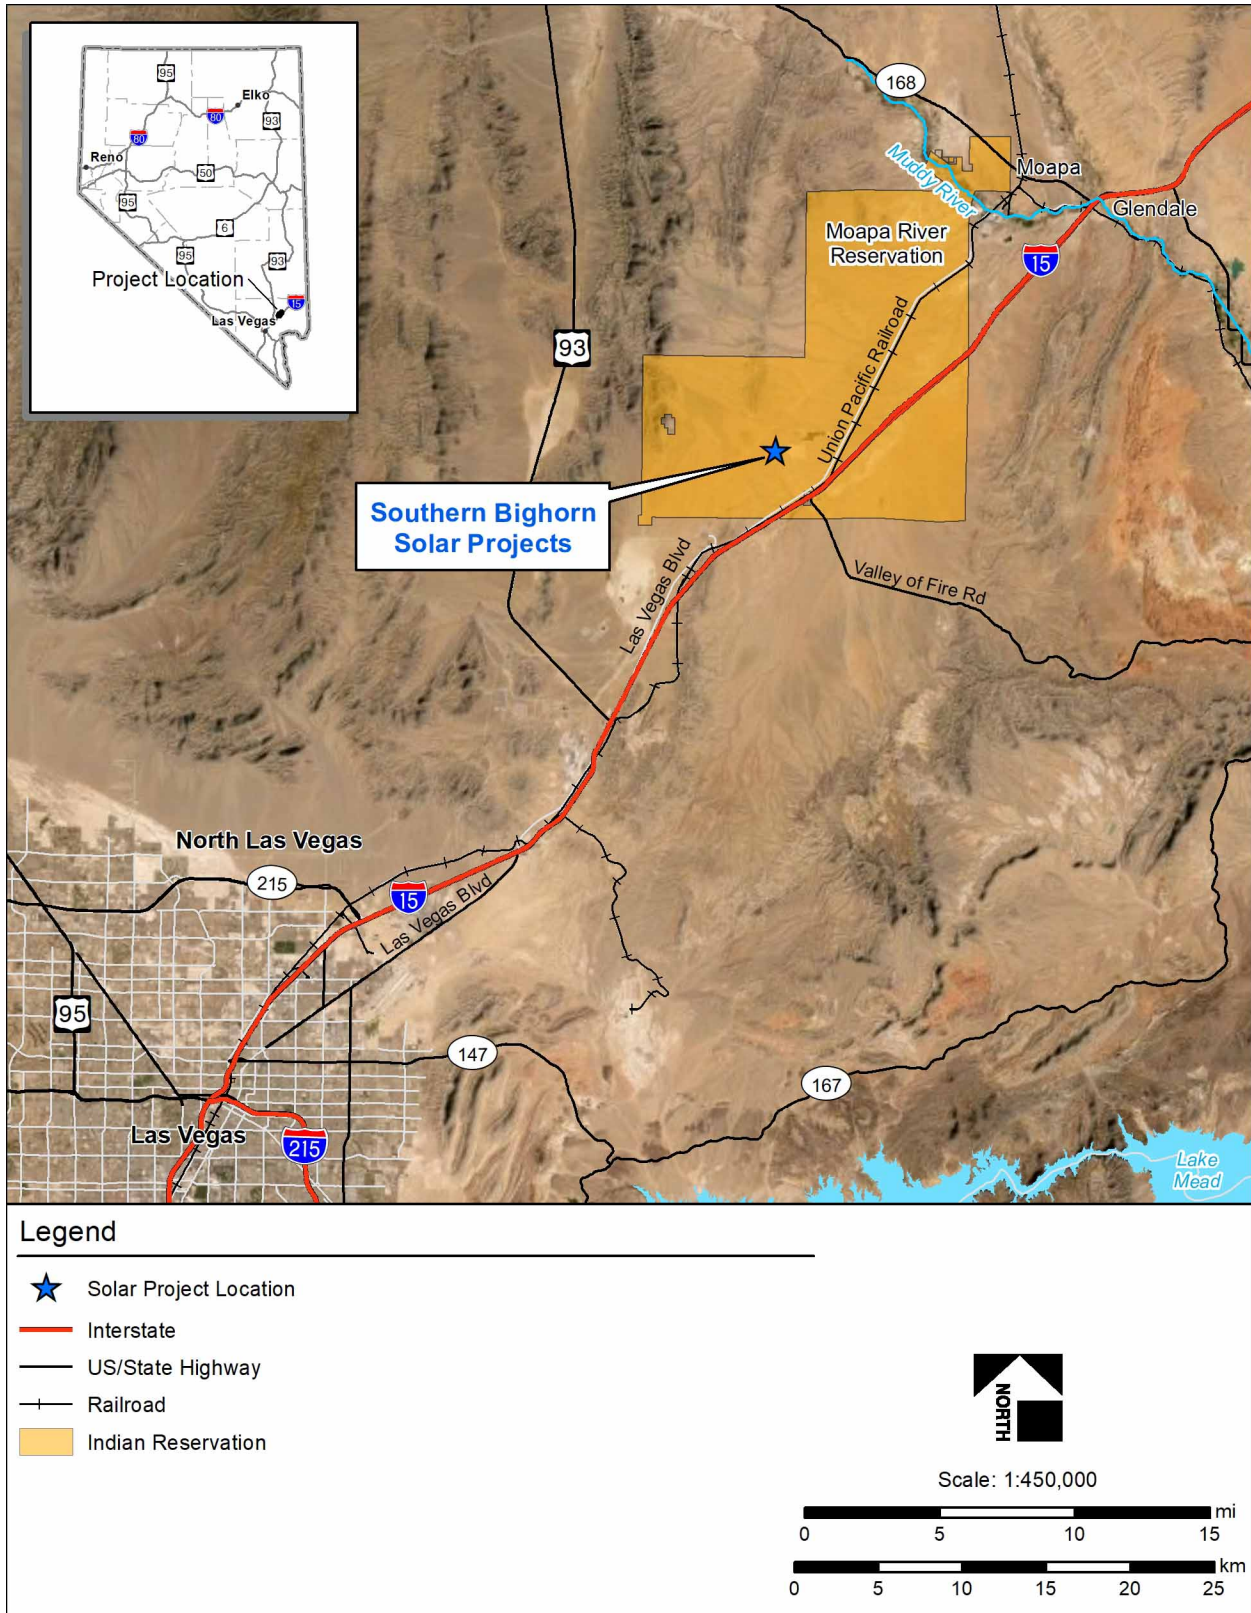 95
Elko
80
93
80
Reno
50
95
6
95
93
Project Location
15
Las Vegas
168
Moapa
Muddy River
Glendale
Moapa River
Reservation
15
93
Union Pacific Railroad
Southern Bighorn
Solar Projects
Las Vegas Blvd
Valley of Fire Rd
North Las Vegas
215
15
Las Vegas Blvd
95
147
167
Las Vegas
215
Lake
Mead
Legend
Solar Project Location
Interstate
US/State Highway
Railroad
Indian Reservation
NORTH
Scale: 1:450,000
mi
0 5 10 15
km
0 5 10 15 20 25